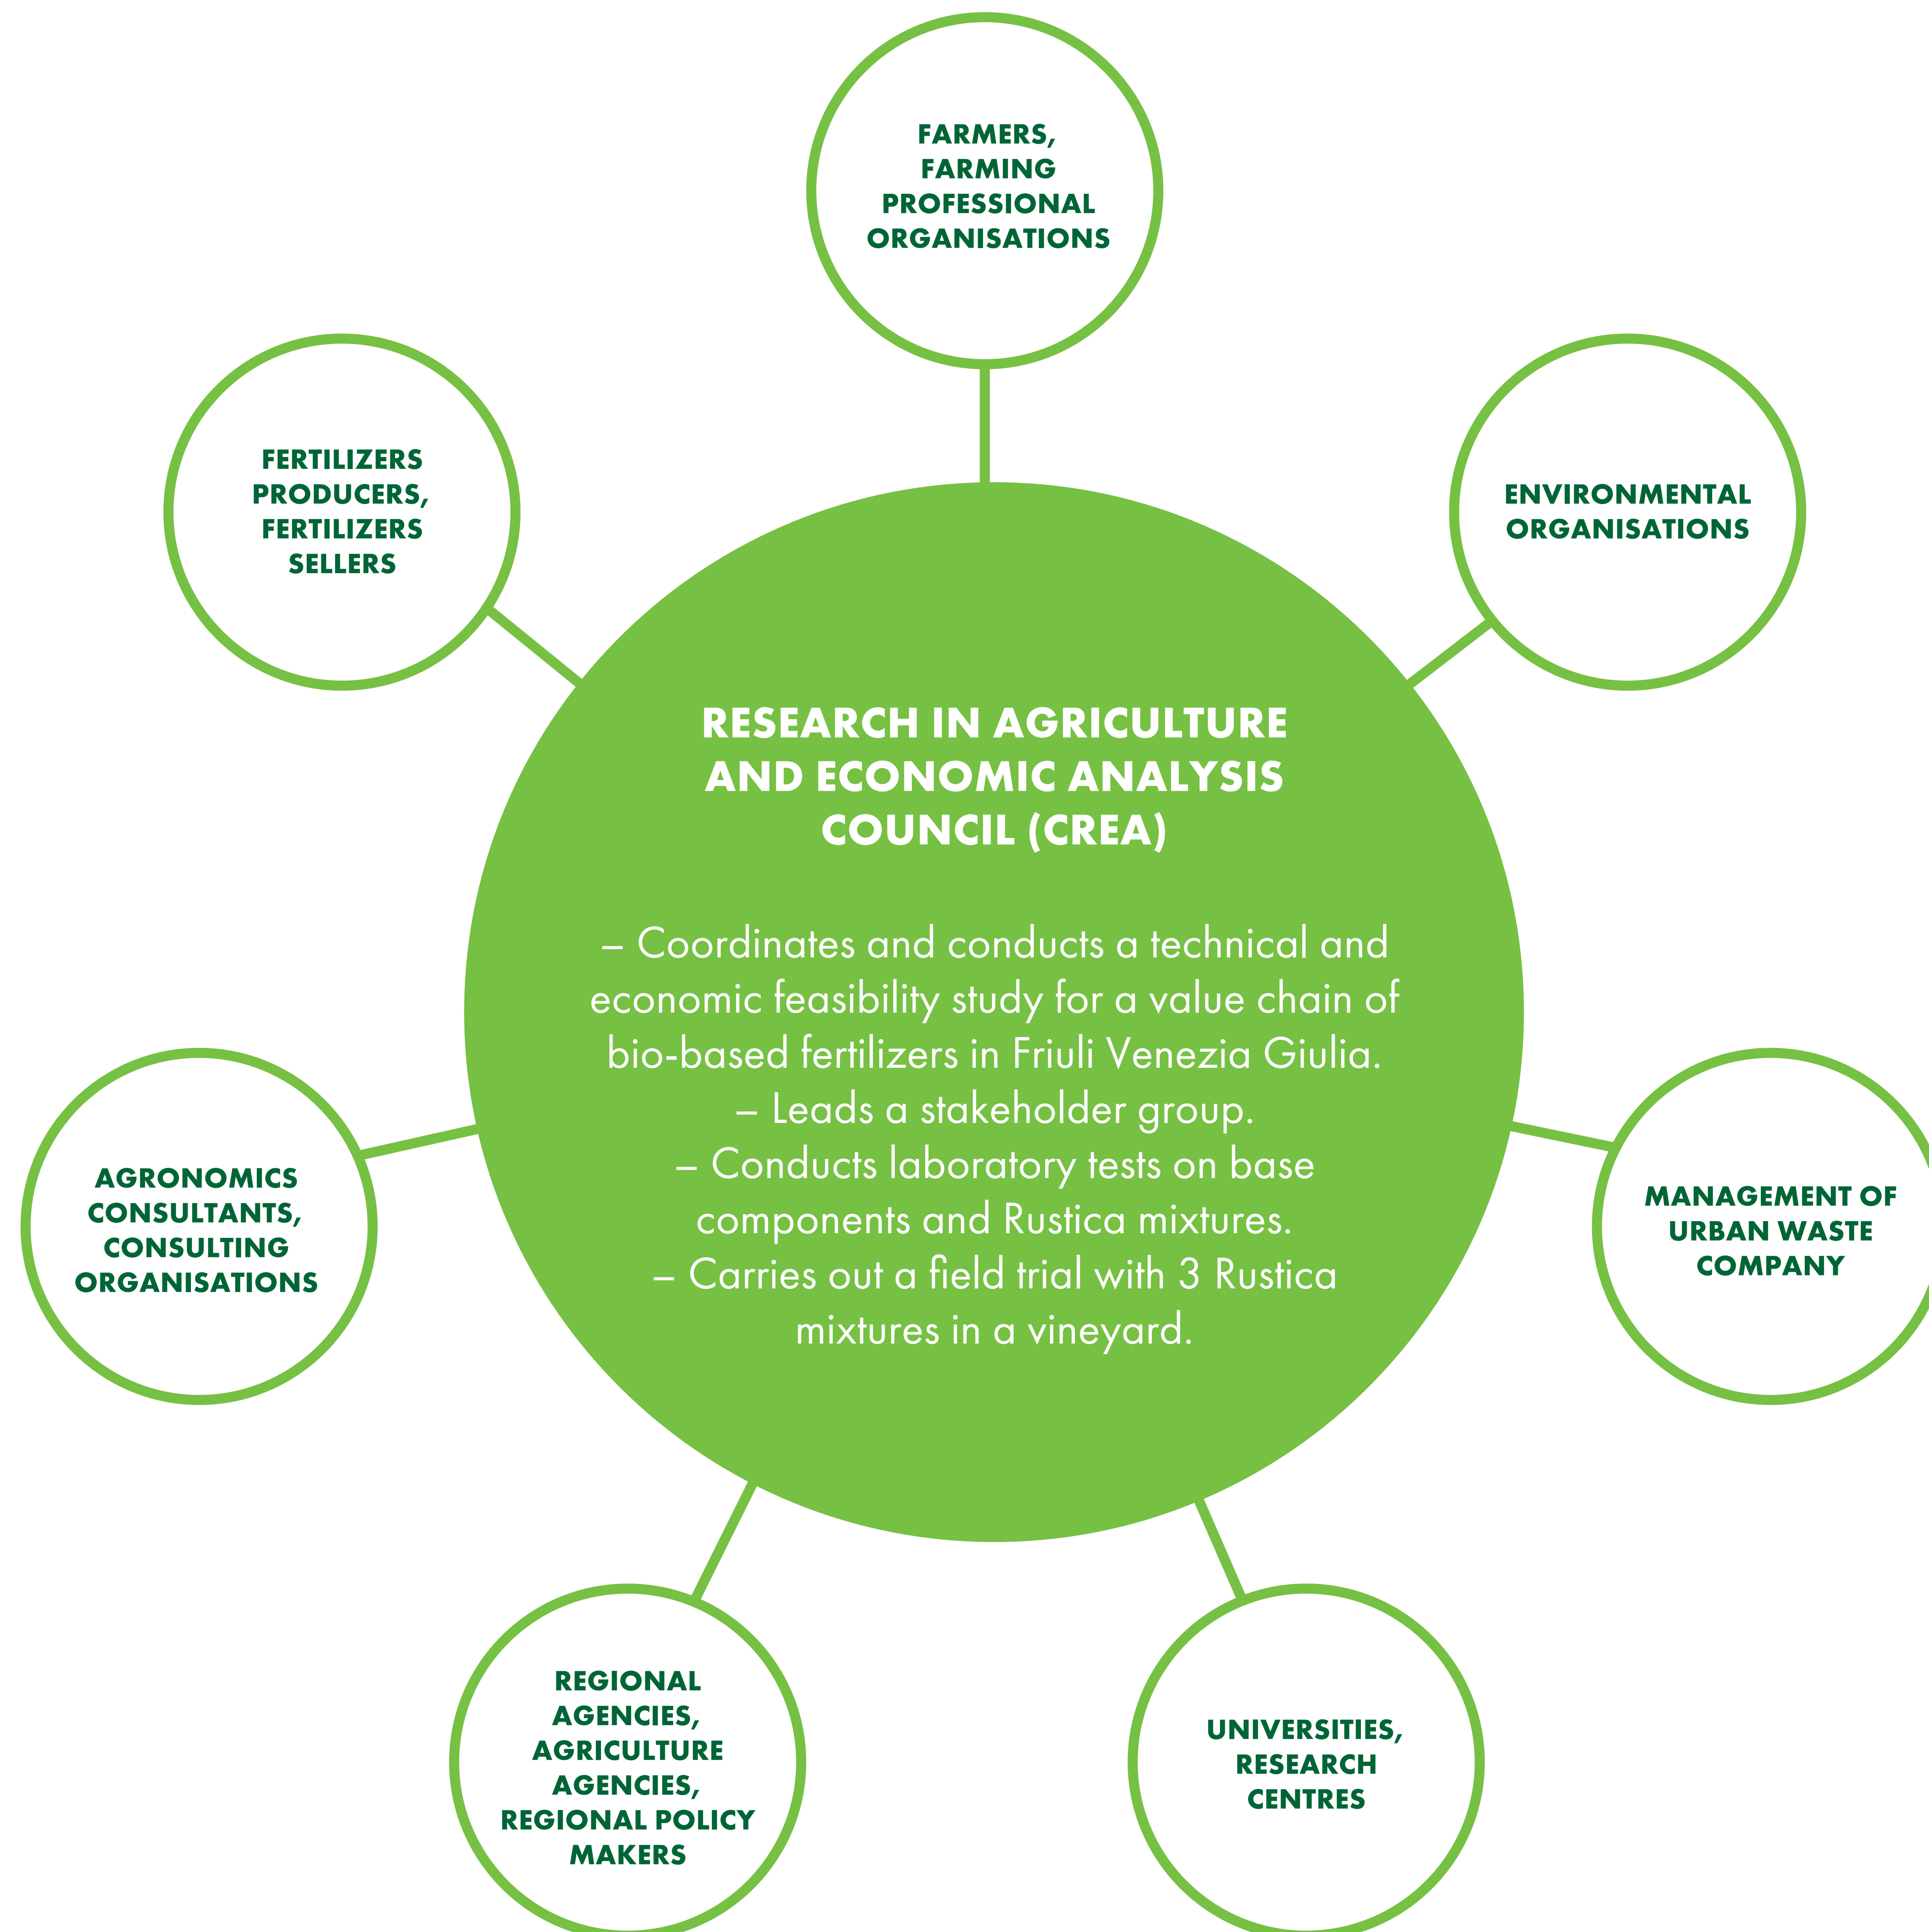 FARMERS,
FARMING
PROFESSIONAL
ORGANISATIONS
FERTILIZERS
PRODUCERS,
FERTILIZERS
SELLERS
ENVIRONMENTAL
ORGANISATIONS
RESEARCH IN AGRICULTURE
AND ECONOMIC ANALYSIS
COUNCIL (CREA)
– Coordinates and conducts a technical and
economic feasibility study for a value chain of
bio-based fertilizers in Friuli Venezia Giulia.
– Leads a stakeholder group.
– Conducts laboratory tests on base
components and Rustica mixtures.
– Carries out a field trial with 3 Rustica
mixtures in a vineyard.
AGRONOMICS
CONSULTANTS,
CONSULTING
ORGANISATIONS
MANAGEMENT OF
URBAN WASTE
COMPANY
REGIONAL
AGENCIES,
AGRICULTURE
AGENCIES,
REGIONAL POLICY
MAKERS
UNIVERSITIES,
RESEARCH
CENTRES